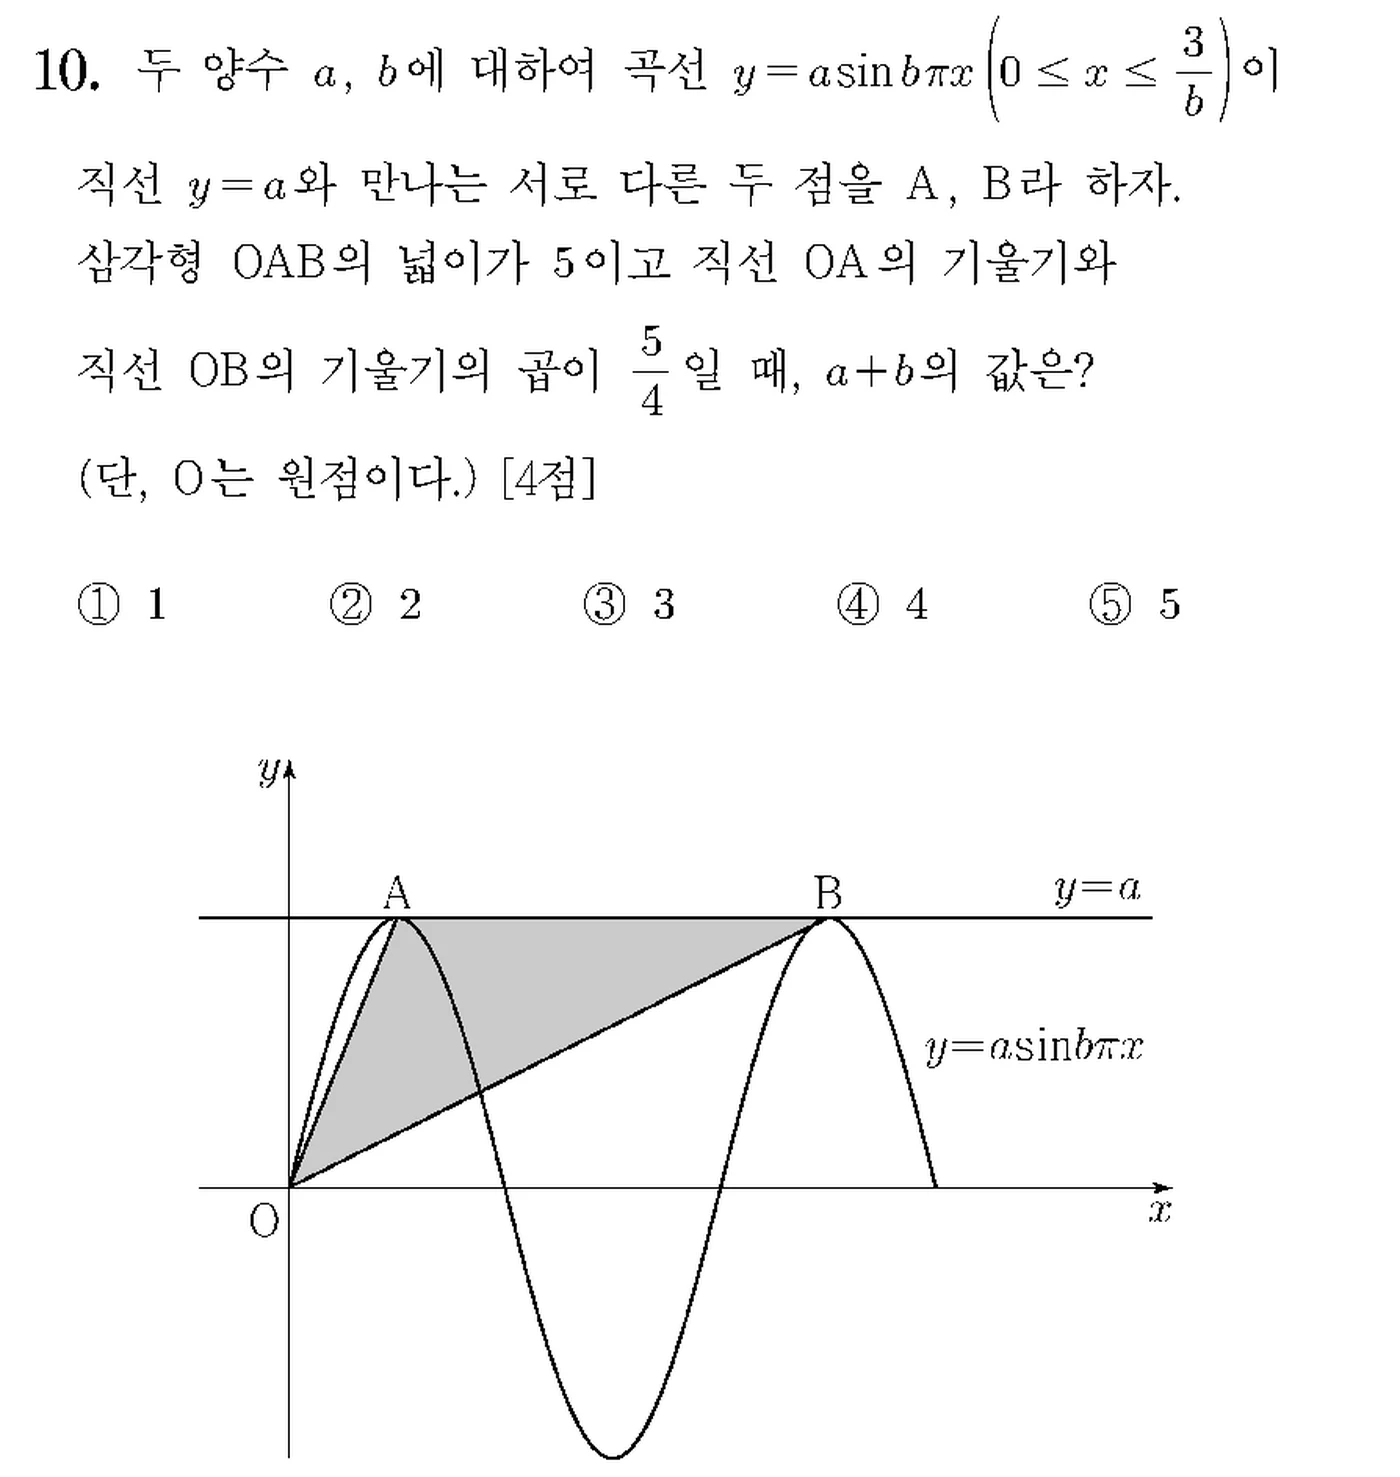 10. 두 양수 a, b에 대하여 곡선 y=asinbπx(0≤x≤3/b)이
직선 y=a와 만나는 서로 다른 두 점을 A, B라 하자.
삼각형 OAB의 넓이가 5이고 직선 OA의 기울기와
직선 OB의 기울기의 곱이 5/4일 때, a+b의 값은?
(단, O는 원점이다.) [4점]
① 1 ② 2 ③ 3 ④ 4 ⑤ 5
y
A B y=a
y=asinbπx
O x